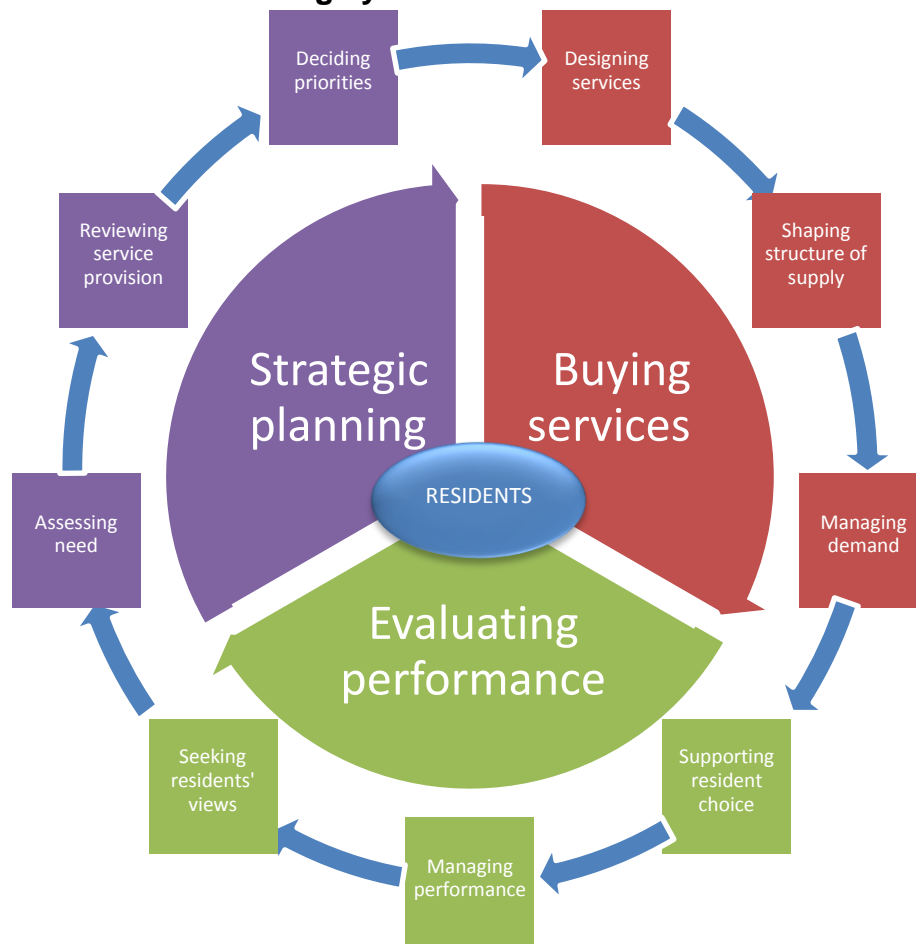 Deciding
priorities
Designing
services
Reviewing
service
provision
Shaping
structure of
supply
Strategic
planning
Buying
services
RESIDENTS
Assessing
need
Managing
demand
Evaluating
performance
Seeking
residents'
views
Supporting
resident
choice
Managing
performance